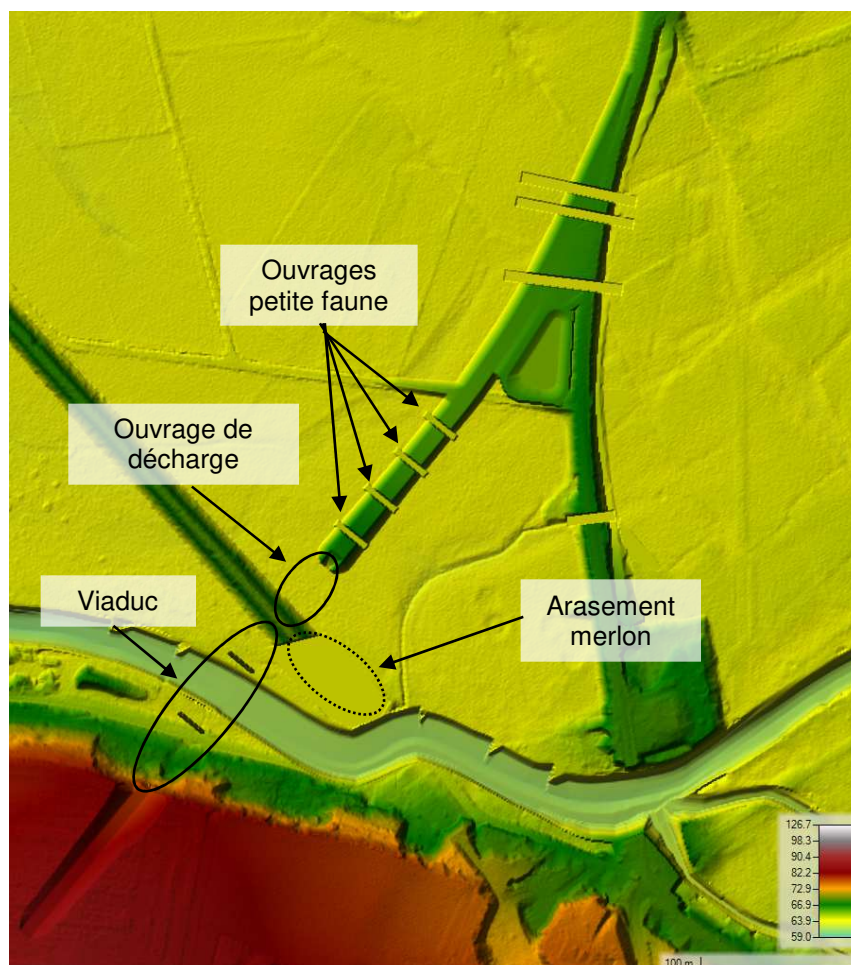 Ouvrages
petite faune
Ouvrage de
décharge
Viaduc
Arasement
merlon
126.7
98.3
90.4
82.2
72.9
66.9
63.9
59.0
100 m